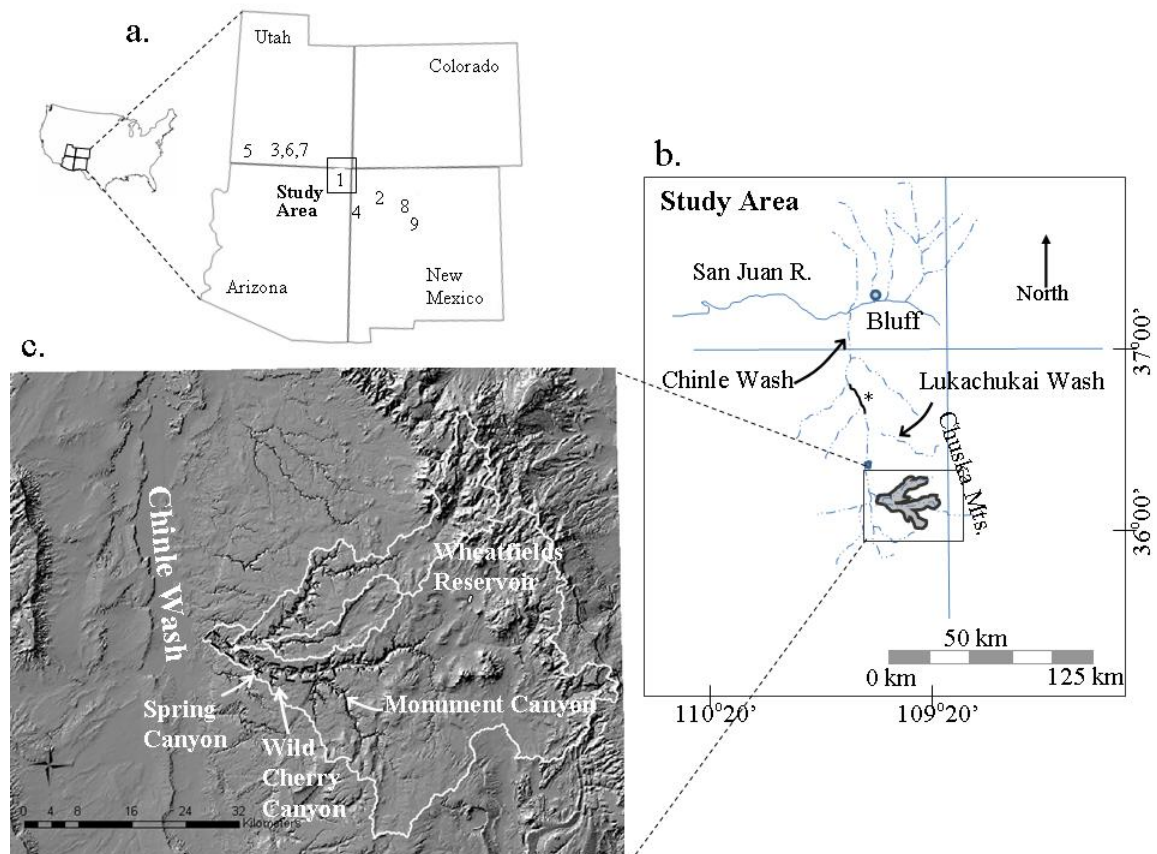 a.
Utah
Colorado
5
3,6,7
1
Study
Area
2
4
8
9
Arizona
New
Mexico
b.
Study Area
San Juan R.
North
Bluff
37°00'
Chinle Wash
Lukachukai Wash
*
Chuska Mts.
36°00'
50 km
0 km
125 km
110°20'
109°20'
c.
Chinle Wash
Wheatfields
Reservoir
Spring
Canyon
Wild
Cherry
Canyon
Monument Canyon
0 4 8 16 24 32
Kilometers